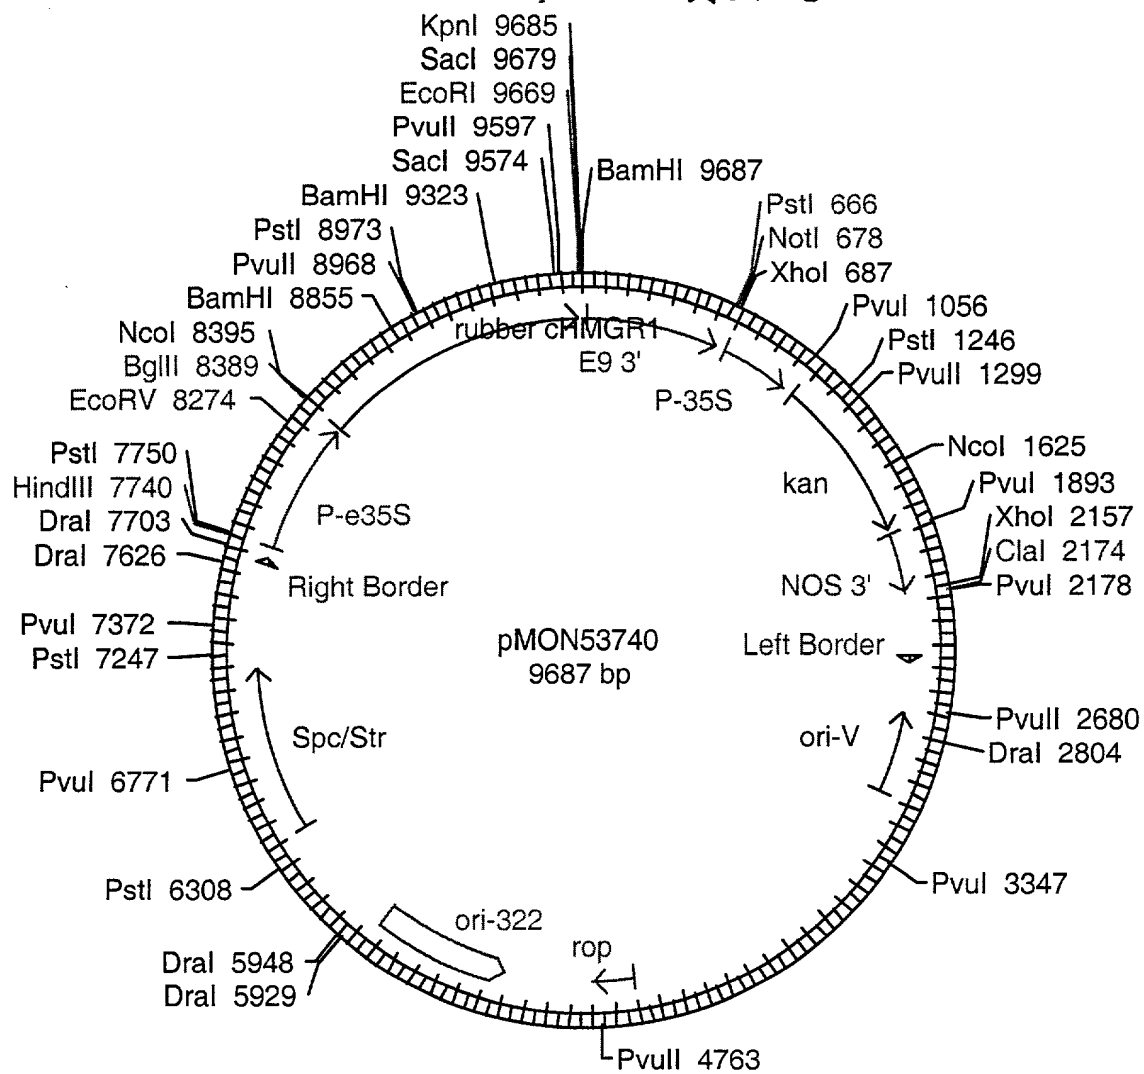 KpnI 9685
SacI 9679
EcoRI 9669
PvuII 9597
SacI 9574
BamHI 9323
PstI 8973
PvuII 8968
BamHI 8855
NcoI 8395
BglII 8389
EcoRV 8274
PstI 7750
HindIII 7740
DraI 7703
DraI 7626
PvuI 7372
PstI 7247
PvuI 6771
PstI 6308
DraI 5948
DraI 5929
BamHI 9687
PstI 666
NotI 678
XhoI 687
PvuI 1056
PstI 1246
PvuII 1299
NcoI 1625
PvuI 1893
XhoI 2157
ClaI 2174
PvuI 2178
PvuII 2680
DraI 2804
PvuI 3347
PvuII 4763
rubber cHMGR1
E9 3'
P-35S
kan
NOS 3'
Left Border
ori-V
rop
ori-322
Spc/Str
Right Border
P-e35S
pMON53740
9687 bp